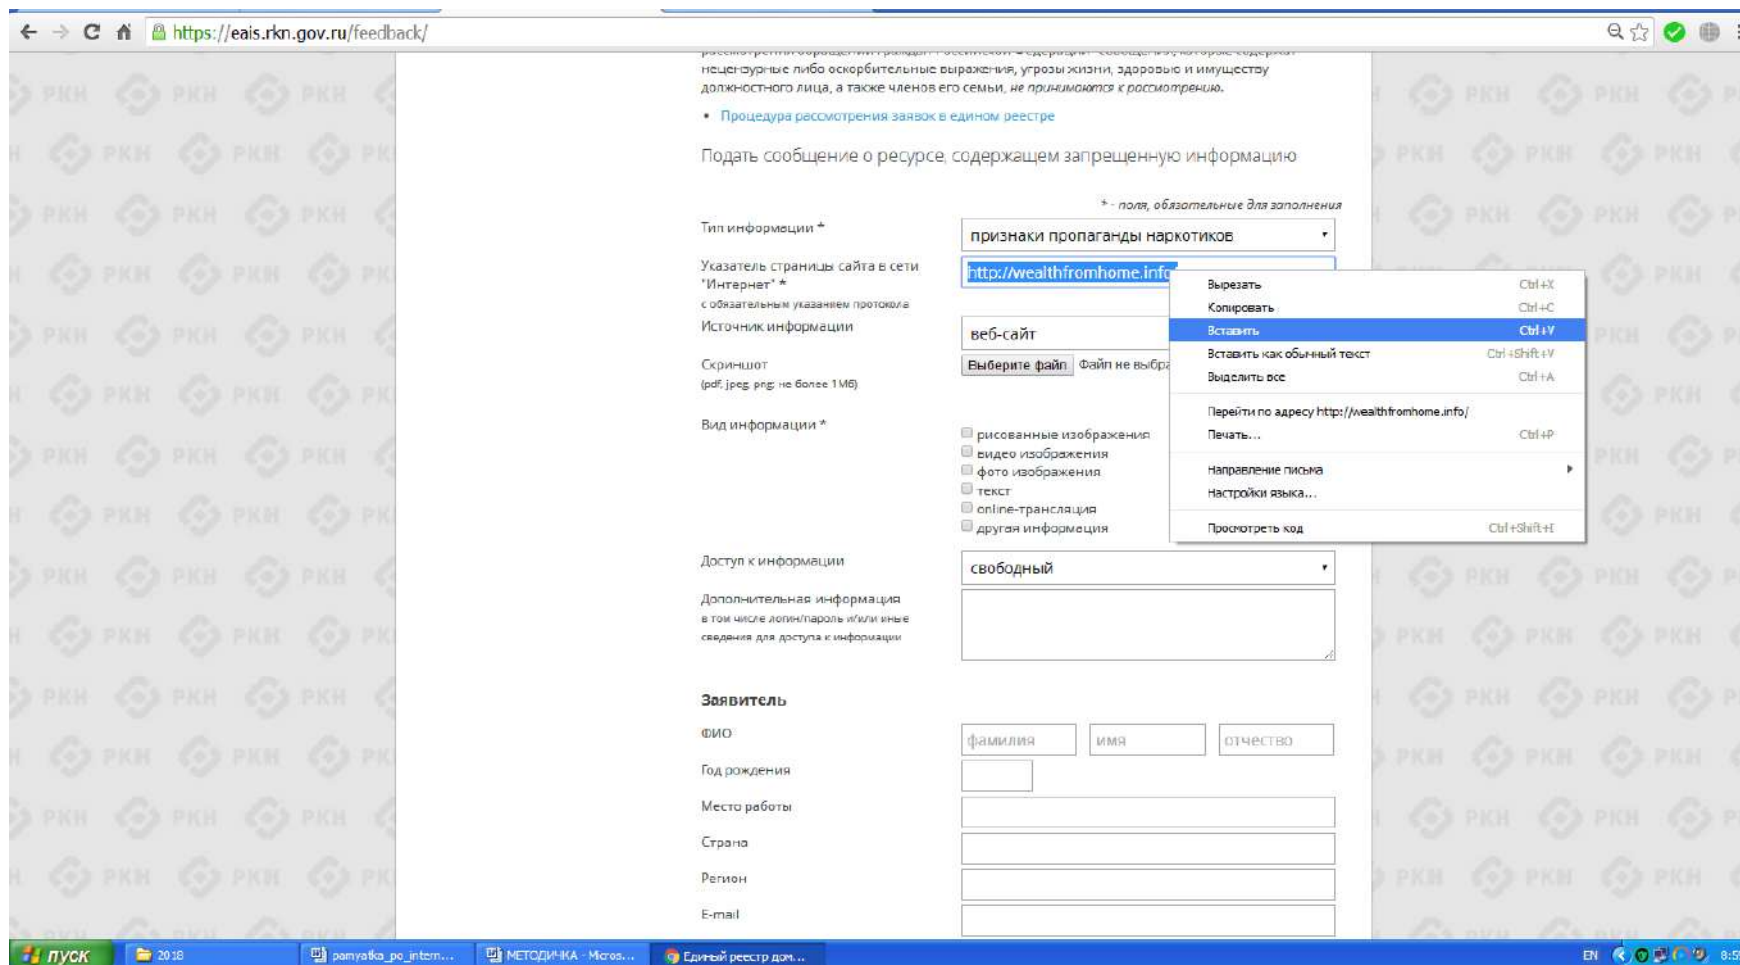 https://eais.rkn.gov.ru/feedback/
нецензурные либо оскорбительные выражения, угрозы жизни, здоровью и имуществу
должностного лица, а также членов его семьи, не принимаются к рассмотрению.
• Процедура рассмотрения заявок в едином реестре
Подать сообщение о ресурсе, содержащем запрещенную информацию
* - поля, обязательные для заполнения
Тип информации *
признаки пропаганды наркотиков
Указатель страницы сайта в сети
"Интернет" *
с обязательным указанием протокола
http://wealthfromhome.info
Источник информации
веб-сайт
Скриншот
(pdf, jpeg, png; не более 1Мб)
Выберите файл Файл не выбра
Вид информации *
рисованные изображения
видео изображения
фото изображения
текст
online-трансляция
другая информация
Вырезать Ctrl+X
Копировать Ctrl+C
Вставить Ctrl+V
Вставить как обычный текст Ctrl+Shift+V
Выделить все Ctrl+A
Перейти по адресу http://wealthfromhome.info/
Печать... Ctrl+P
Направление письма
Настройки языка...
Просмотреть код Ctrl+Shift+I
Доступ к информации
свободный
Дополнительная информация
в том числе логин/пароль и/или иные
сведения для доступа к информации
Заявитель
ФИО
фамилия имя отчество
Год рождения
Место работы
Страна
Регион
E-mail
РКН
пуск
2018
pamyatka_po_intern...
МЕТОДИЧКА - Micros...
Единый реестр дом...
EN